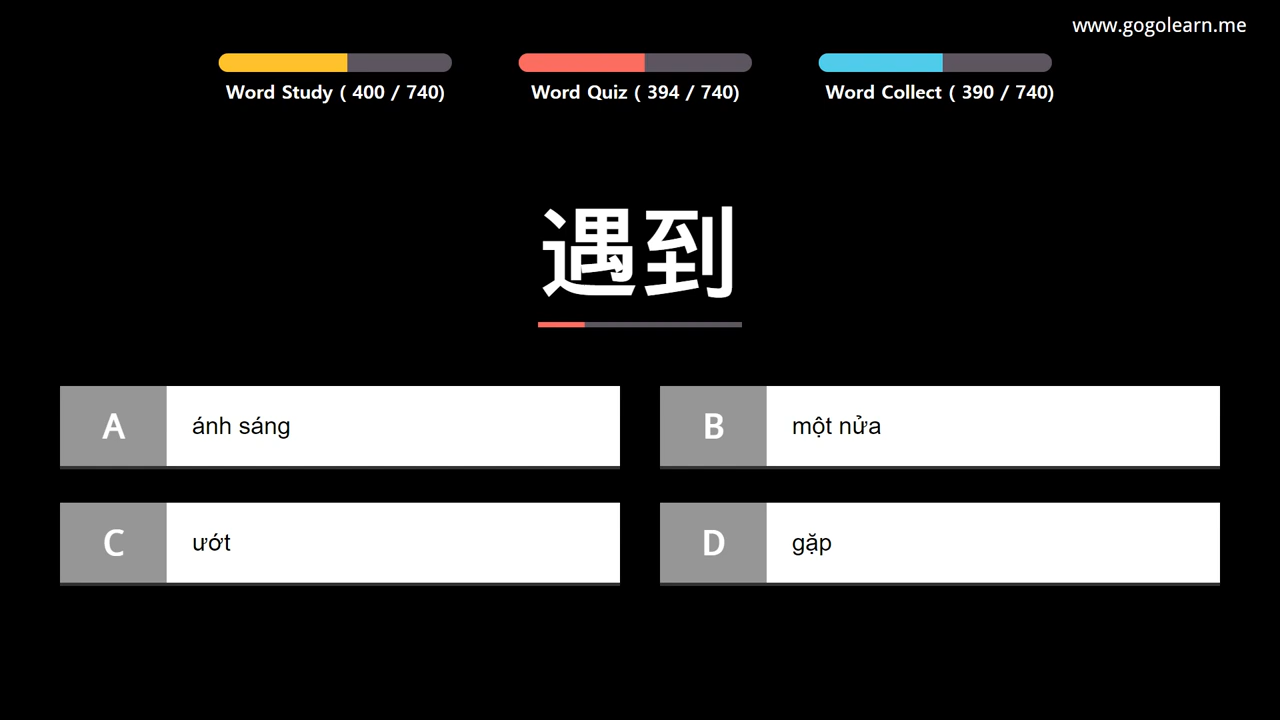 www.gogolearn.me
Word Study ( 400 / 740)
Word Quiz ( 394 / 740)
Word Collect ( 390 / 740)
遇到
A ánh sáng
B một nửa
C ướt
D gặp